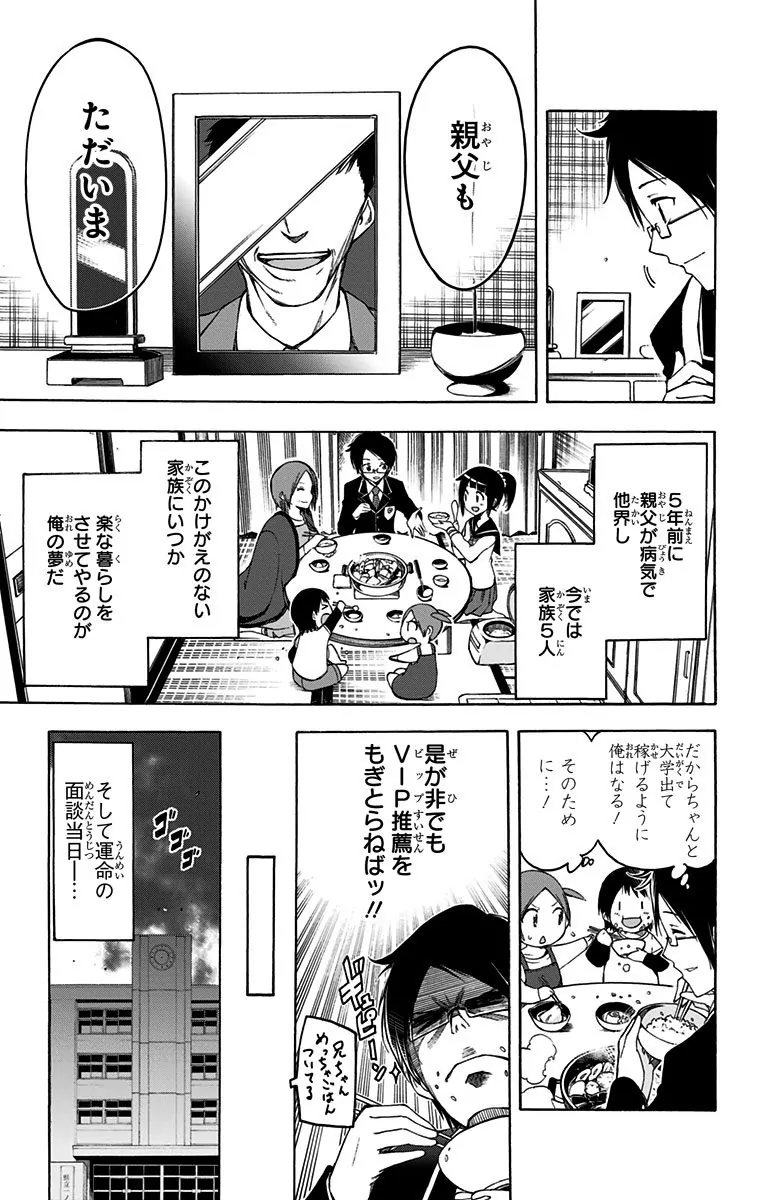 親父も
ただいま
5年前に
親父が病気で
他界し
今では
家族5人
このかけがえのない
家族にいつか
楽な暮らしを
させてやるのが
俺の夢だ
だからちゃんと
大学出て
稼げるように
俺はなる!
そのため
に…!
是が非でも
VIP推薦を
もぎとらねばッ!!
兄ちゃん
めっちゃごはん
ついてる
そして運命の
面談当日―…
ゴゴゴ